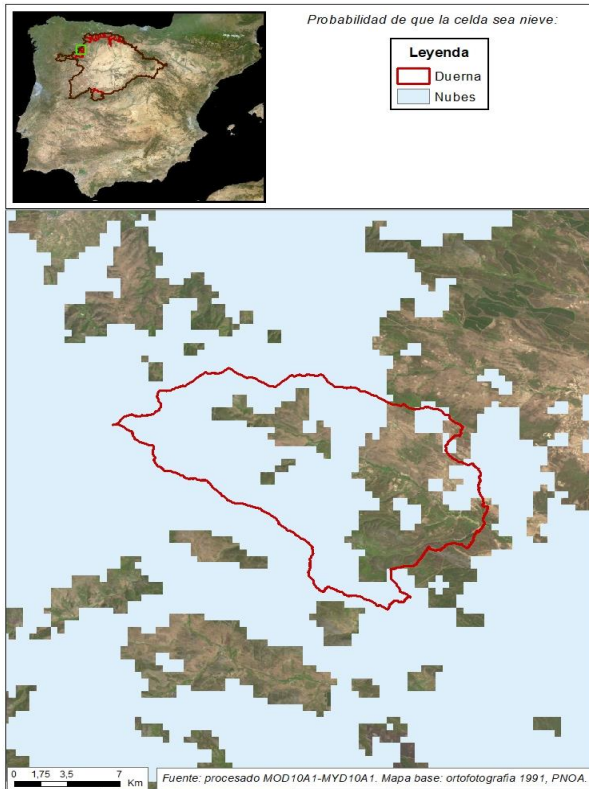 Probabilidad de que la celda sea nieve:
Leyenda
Duerna
Nubes
0 1,75 3,5 7
Km
Fuente: procesado MOD10A1-MYD10A1. Mapa base: ortofotografía 1991, PNOA.